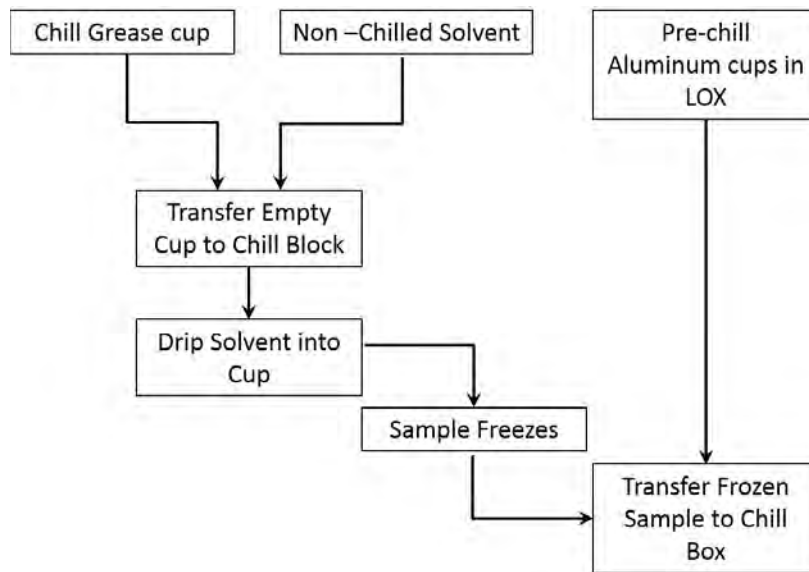 Chill Grease cup
Non –Chilled Solvent
Pre-chill
Aluminum cups in
LOX
Transfer Empty
Cup to Chill Block
Drip Solvent into
Cup
Sample Freezes
Transfer Frozen
Sample to Chill
Box